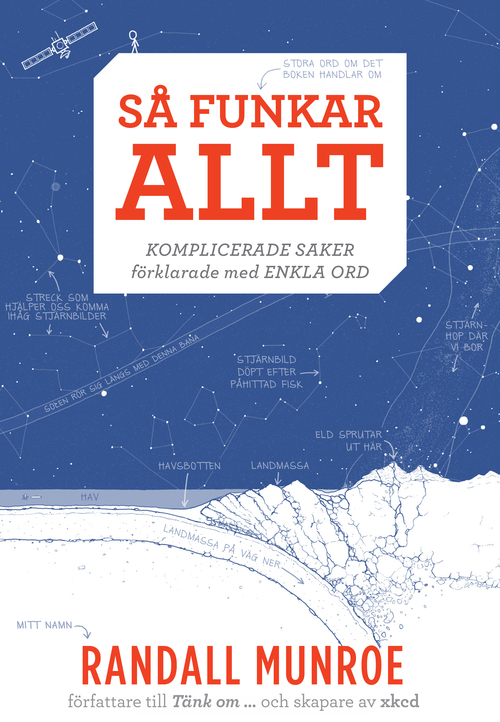 STORA ORD OM DET
BOKEN HANDLAR OM
SÅ FUNKAR
ALLT
KOMPLICERADE SAKER
förklarade med ENKLA ORD
STRECK SOM
HJÄLPER OSS KOMMA
IHÅG STJÄRNBILDER
STJÄRN-
HOP DÄR
VI BOR
SOLEN RÖR SIG LÄNGS MED DENNA BANA
STJÄRNBILD
DÖPT EFTER
PÅHITTAD FISK
ELD SPRUTAR
UT HÄR
HAVSBOTTEN
LANDMASSA
HAV
LANDMASSA PÅ VÄG NER
MITT NAMN
RANDALL MUNROE
författare till Tänk om ... och skapare av xkcd